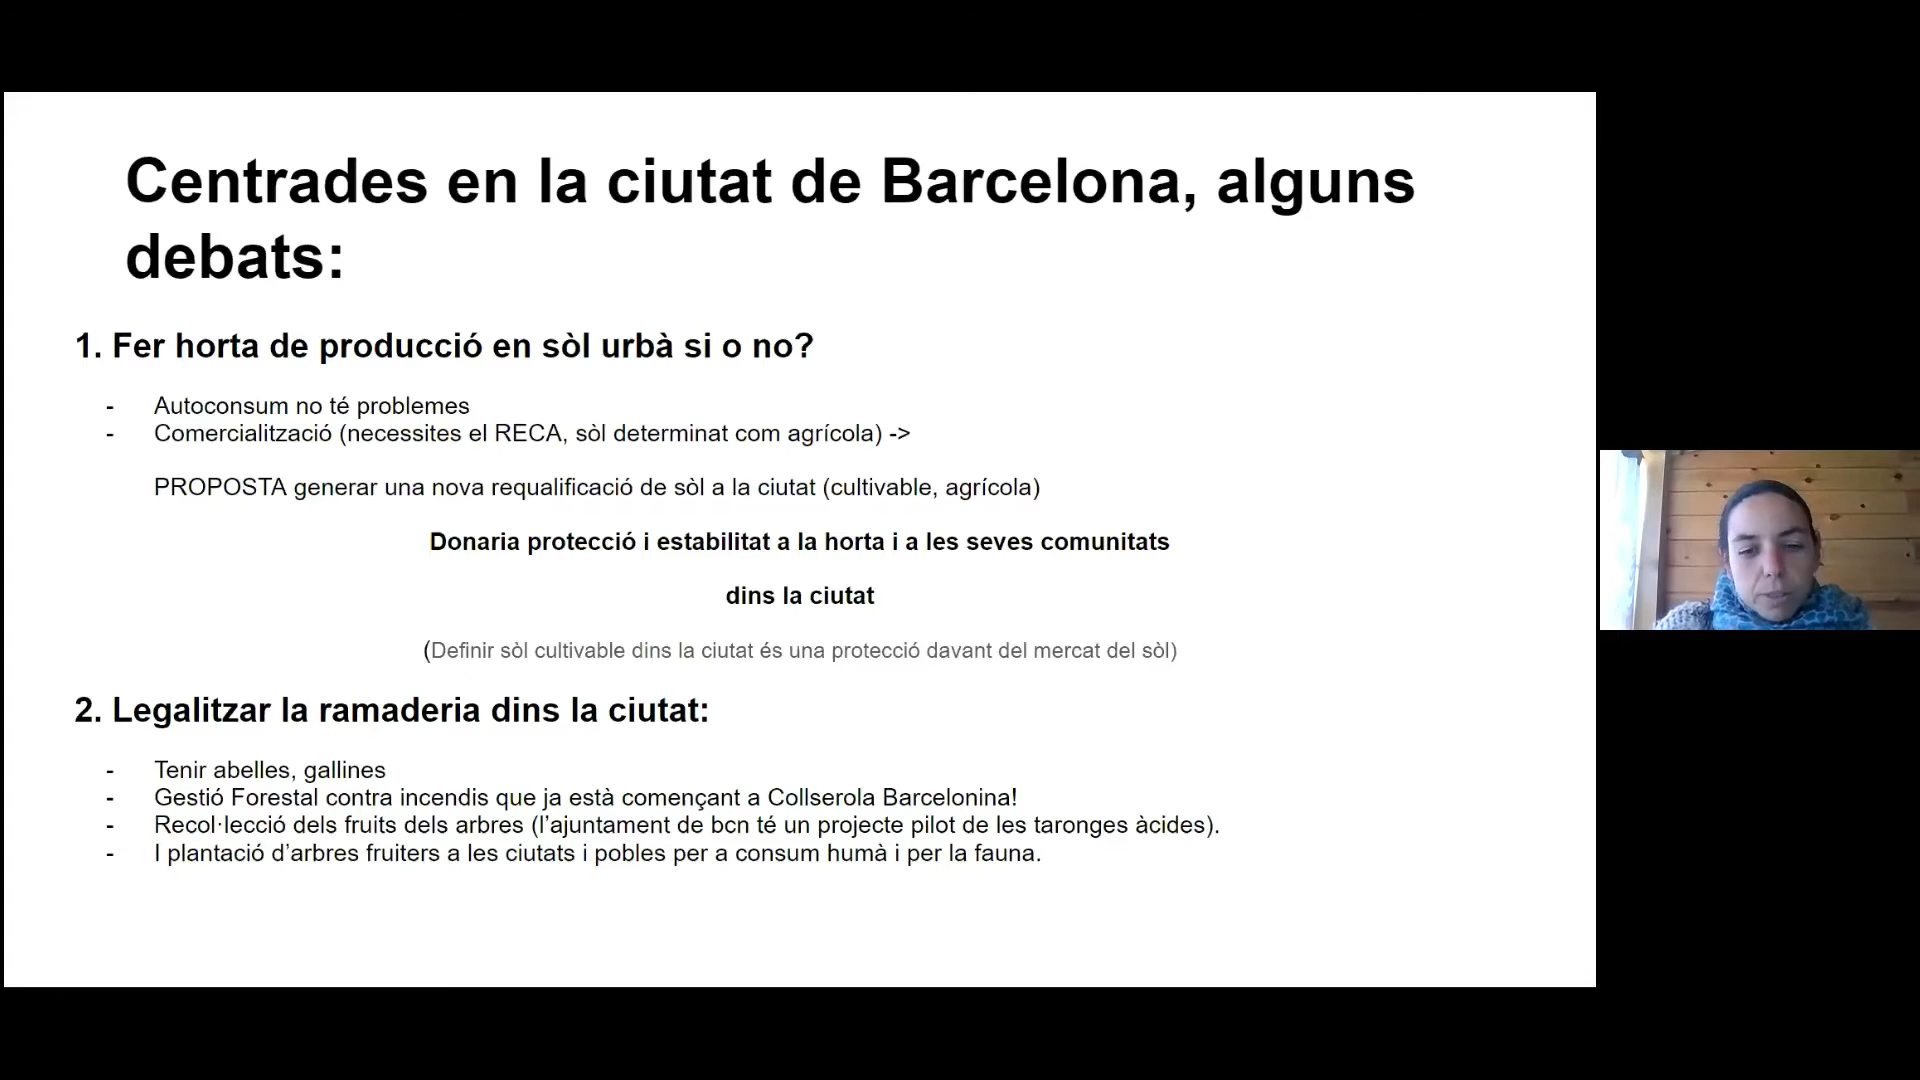 Centrades en la ciutat de Barcelona, alguns
debats:
1. Fer horta de producció en sòl urbà si o no?
- Autoconsum no té problemes
- Comercialització (necessites el RECA, sòl determinat com agrícola) ->
PROPOSTA generar una nova requalificació de sòl a la ciutat (cultivable, agrícola)
Donaria protecció i estabilitat a la horta i a les seves comunitats
dins la ciutat
(Definir sòl cultivable dins la ciutat és una protecció davant del mercat del sòl)
2. Legalitzar la ramaderia dins la ciutat:
- Tenir abelles, gallines
- Gestió Forestal contra incendis que ja està començant a Collserola Barcelonina!
- Recol·lecció dels fruits dels arbres (l’ajuntament de bcn té un projecte pilot de les taronges àcides).
- I plantació d’arbres fruiters a les ciutats i pobles per a consum humà i per la fauna.